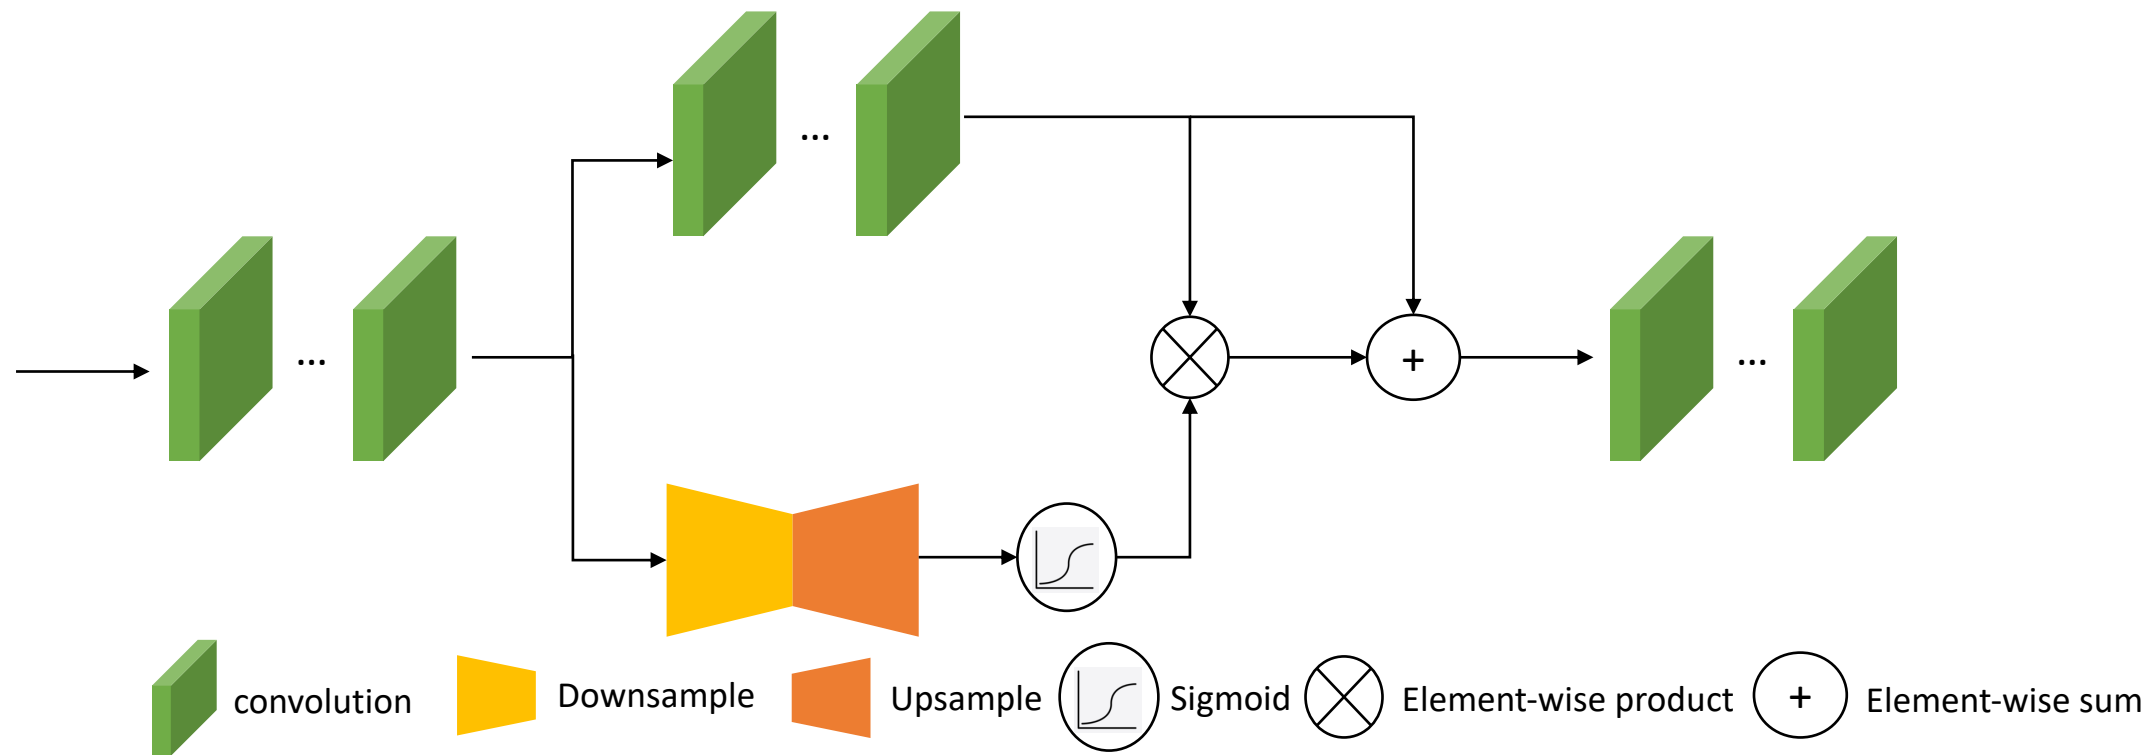 ...
...
+
...
convolution
Downsample
Upsample
Sigmoid
Element-wise product
+
Element-wise sum